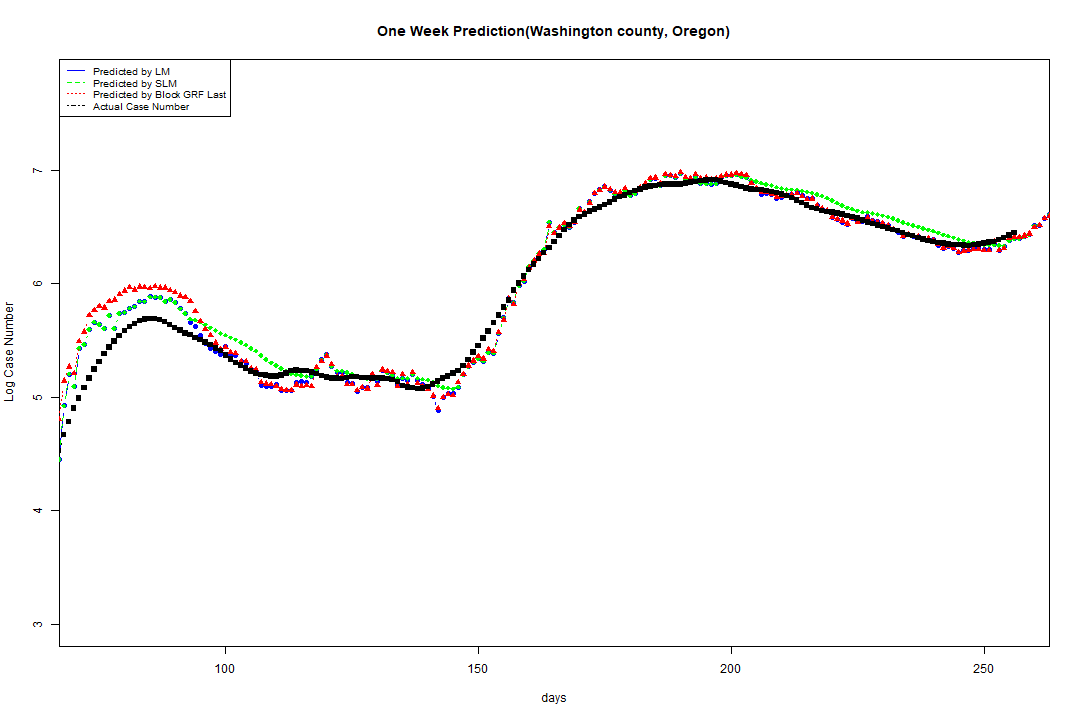 One Week Prediction(Washington county, Oregon)
Predicted by LM
Predicted by SLM
Predicted by Block GRF Last
Actual Case Number
7
6
5
4
3
Log Case Number
100 150 200 250
days